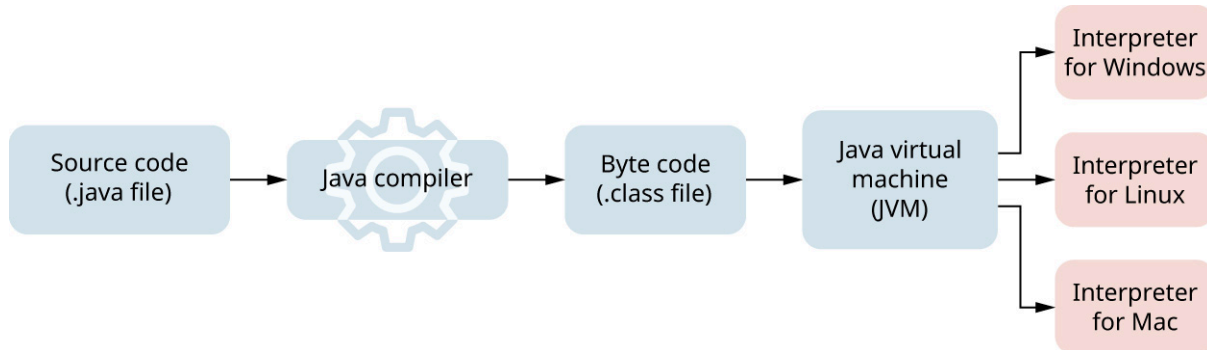 Source code
(.java file)
Java compiler
Byte code
(.class file)
Java virtual
machine
(JVM)
Interpreter
for Windows
Interpreter
for Linux
Interpreter
for Mac